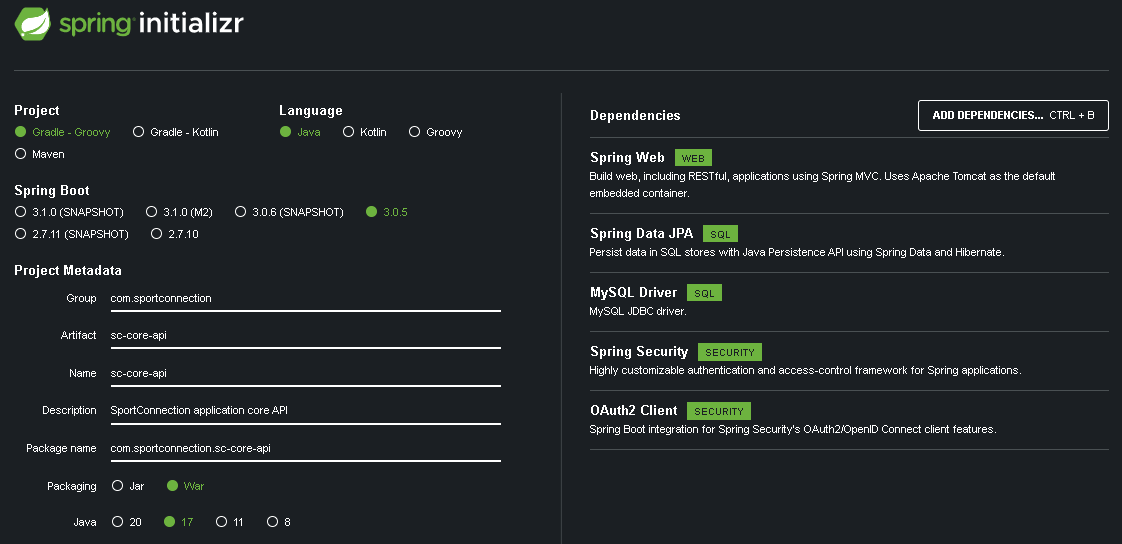 spring initializr
Project
Gradle - Groovy Gradle - Kotlin
Maven
Language
Java Kotlin Groovy
Spring Boot
3.1.0 (SNAPSHOT) 3.1.0 (M2) 3.0.6 (SNAPSHOT) 3.0.5
2.7.11 (SNAPSHOT) 2.7.10
Project Metadata
Group com.sportconnection
Artifact sc-core-api
Name sc-core-api
Description SportConnection application core API
Package name com.sportconnection.sc-core-api
Packaging Jar War
Java 20 17 11 8
Dependencies ADD DEPENDENCIES... CTRL + B
Spring Web WEB
Build web, including RESTful, applications using Spring MVC. Uses Apache Tomcat as the default
embedded container.
Spring Data JPA SQL
Persist data in SQL stores with Java Persistence API using Spring Data and Hibernate.
MySQL Driver SQL
MySQL JDBC driver.
Spring Security SECURITY
Highly customizable authentication and access-control framework for Spring applications.
OAuth2 Client SECURITY
Spring Boot integration for Spring Security's OAuth2/OpenID Connect client features.